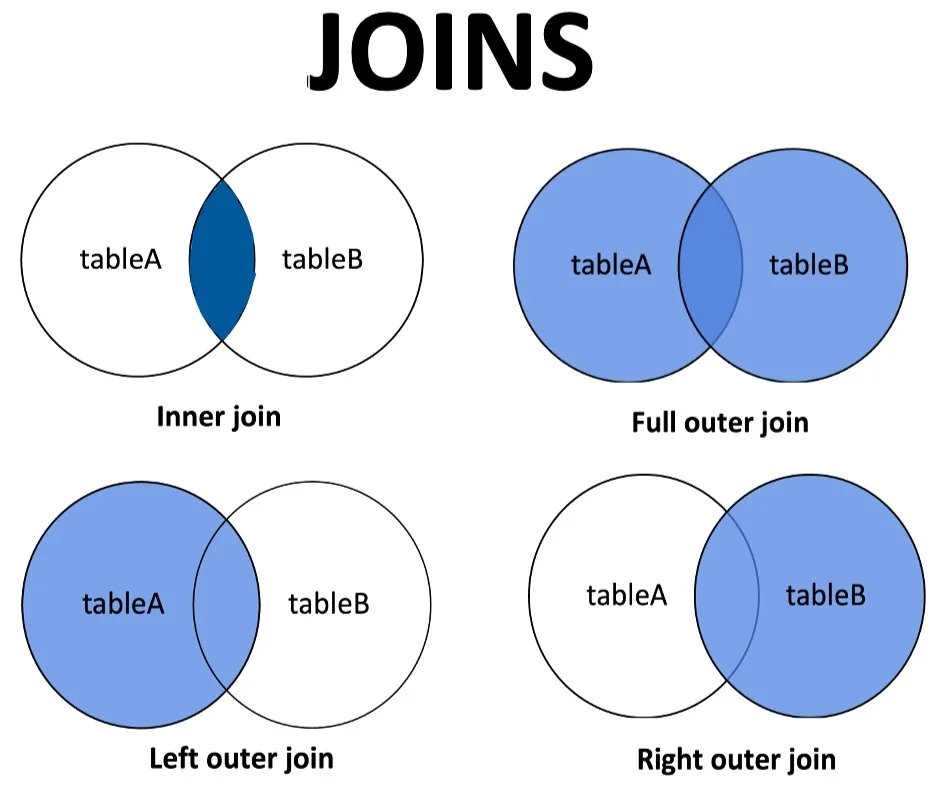 JOINS
tableA
tableB
Inner join
tableA
tableB
Full outer join
tableA
tableB
Left outer join
tableA
tableB
Right outer join